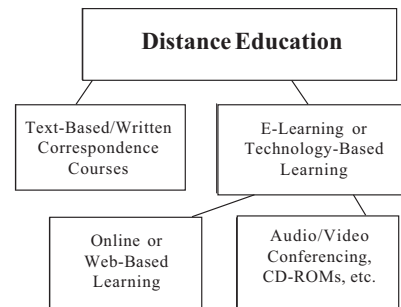 Distance Education
Text-Based/Written
Correspondence
Courses
E-Learning or
Technology-Based
Learning
Online or
Web-Based
Learning
Audio/Video
Conferencing,
CD-ROMs, etc.